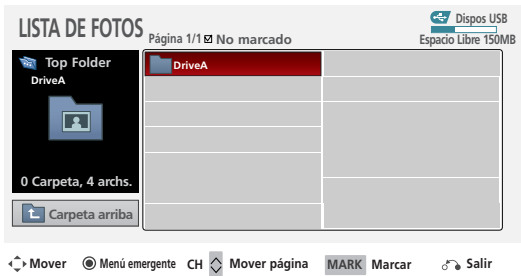 LISTA DE FOTOS
Página 1/1 No marcado
Dispos USB
Espacio Libre 150MB
Top Folder
DriveA
0 Carpeta, 4 archs.
Carpeta arriba
DriveA
Mover Menú emergente CH Mover página MARK Marcar Salir